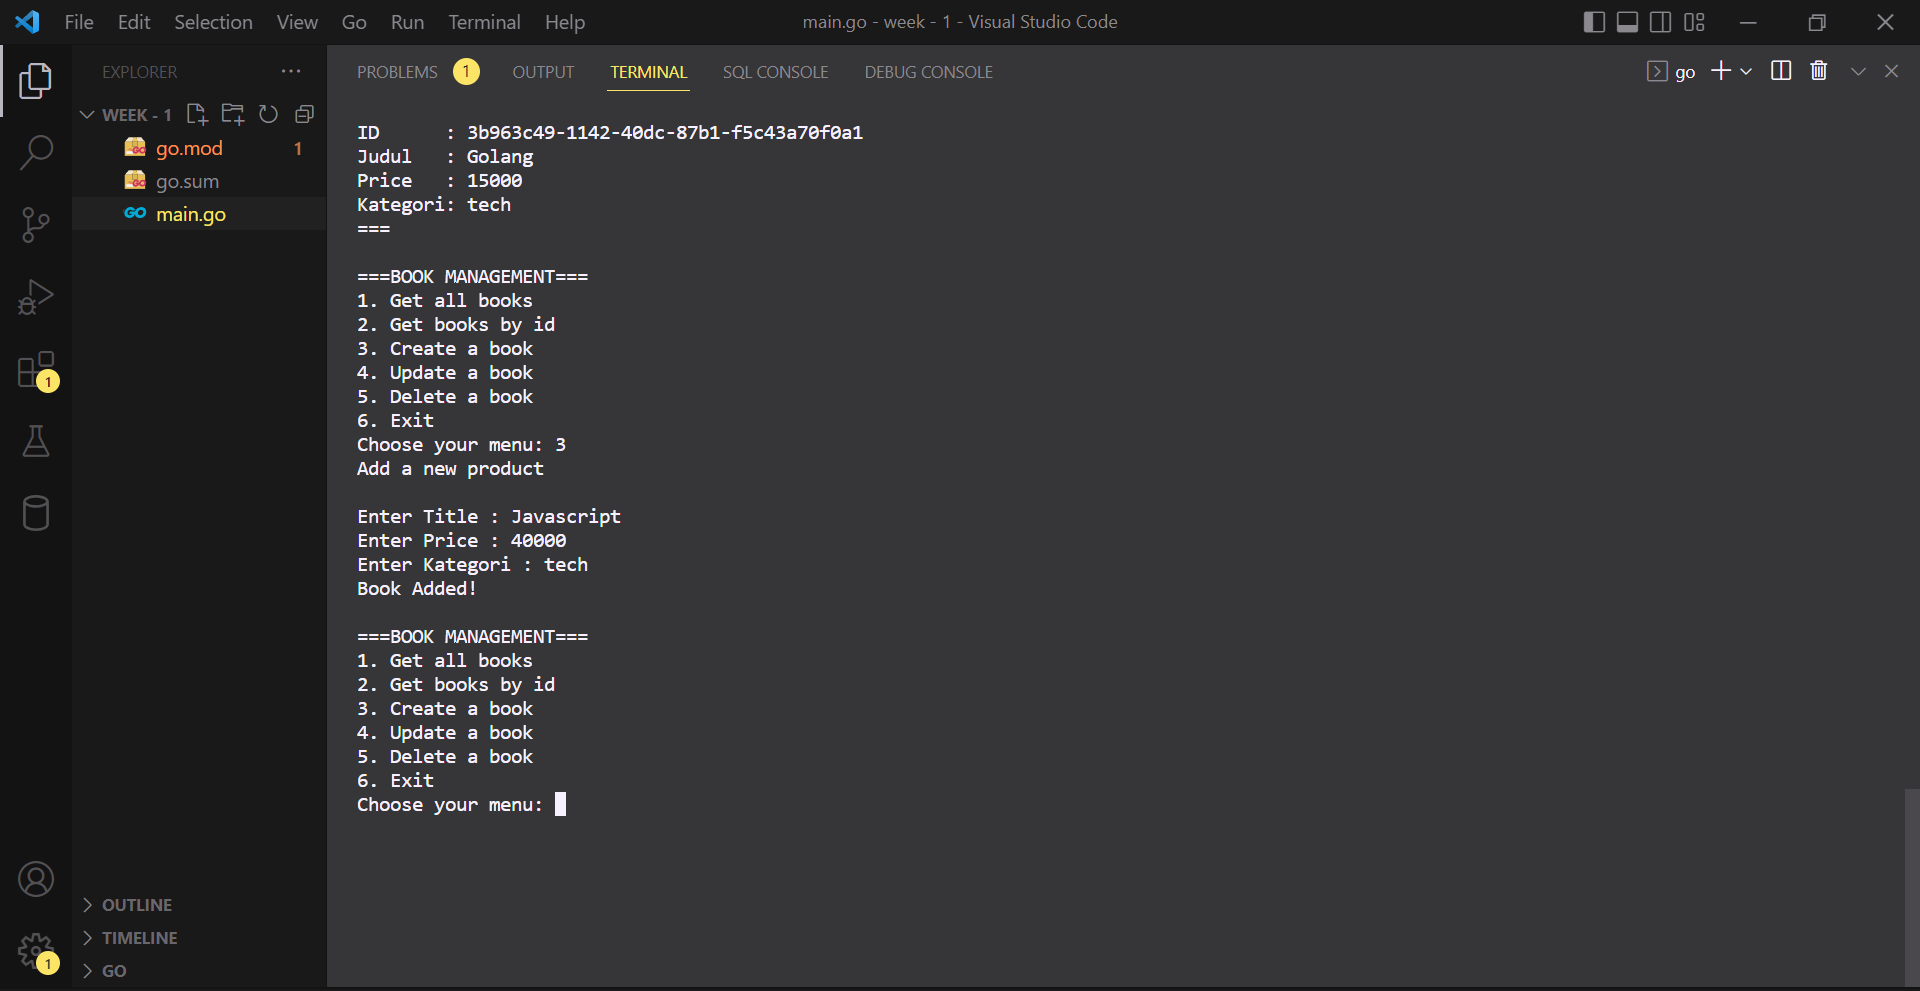 File Edit Selection View Go Run Terminal Help
main.go - week - 1 - Visual Studio Code
EXPLORER
WEEK - 1
go.mod 1
go.sum
GO main.go
1
OUTLINE
TIMELINE
GO
1
PROBLEMS 1 OUTPUT TERMINAL SQL CONSOLE DEBUG CONSOLE
go
ID      : 3b963c49-1142-40dc-87b1-f5c43a70f0a1
Judul   : Golang
Price   : 15000
Kategori: tech
===
===BOOK MANAGEMENT===
1. Get all books
2. Get books by id
3. Create a book
4. Update a book
5. Delete a book
6. Exit
Choose your menu: 3
Add a new product
Enter Title : Javascript
Enter Price : 40000
Enter Kategori : tech
Book Added!
===BOOK MANAGEMENT===
1. Get all books
2. Get books by id
3. Create a book
4. Update a book
5. Delete a book
6. Exit
Choose your menu: